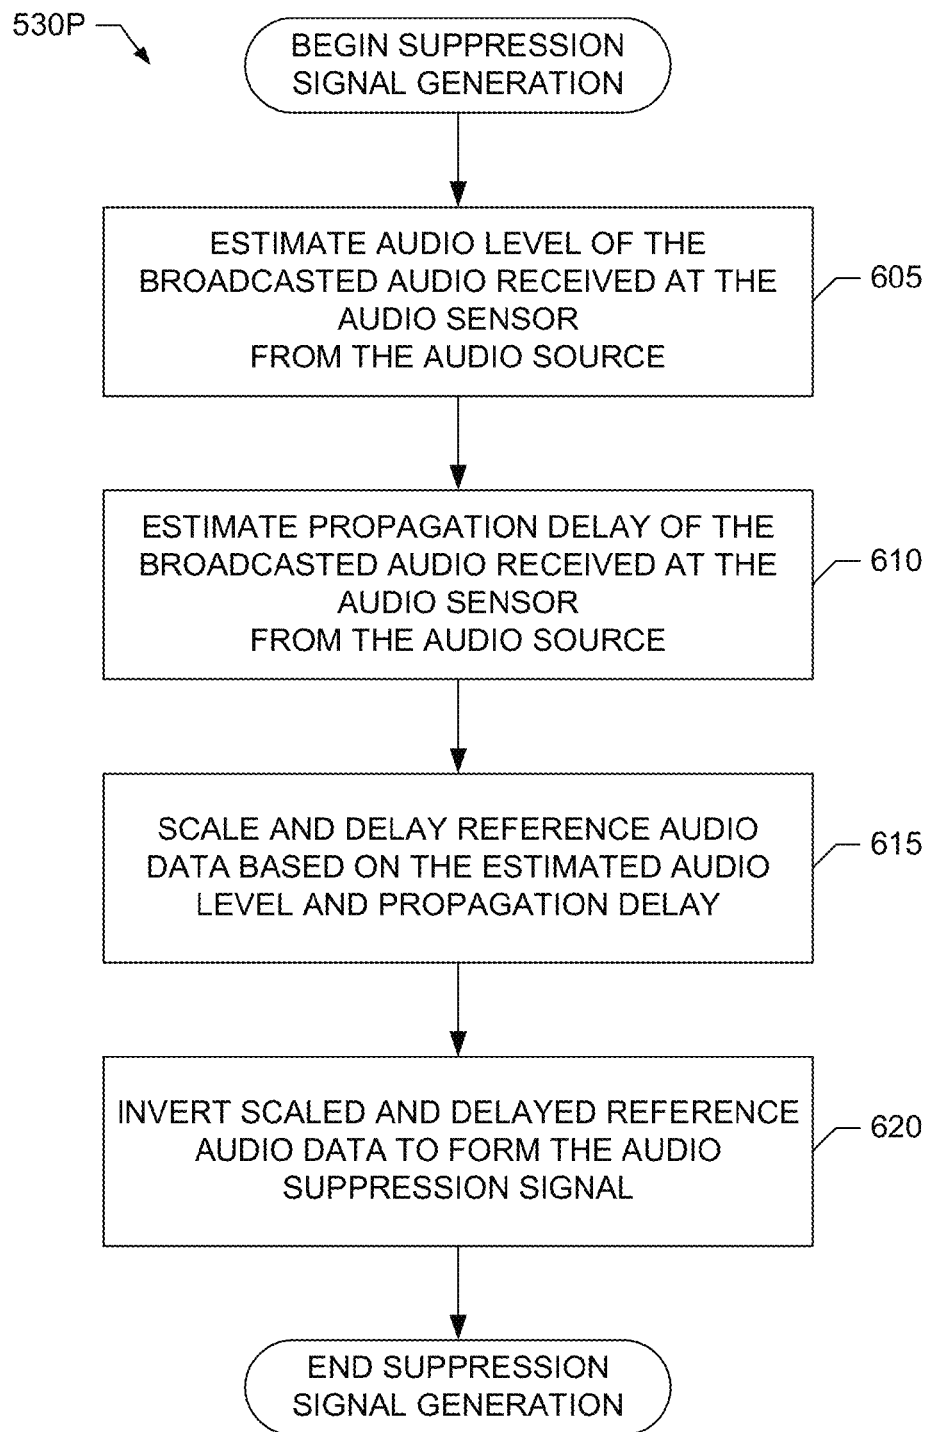 530P
BEGIN SUPPRESSION
SIGNAL GENERATION
ESTIMATE AUDIO LEVEL OF THE
BROADCASTED AUDIO RECEIVED AT THE
AUDIO SENSOR
FROM THE AUDIO SOURCE
605
ESTIMATE PROPAGATION DELAY OF THE
BROADCASTED AUDIO RECEIVED AT THE
AUDIO SENSOR
FROM THE AUDIO SOURCE
610
SCALE AND DELAY REFERENCE AUDIO
DATA BASED ON THE ESTIMATED AUDIO
LEVEL AND PROPAGATION DELAY
615
INVERT SCALED AND DELAYED REFERENCE
AUDIO DATA TO FORM THE AUDIO
SUPPRESSION SIGNAL
620
END SUPPRESSION
SIGNAL GENERATION